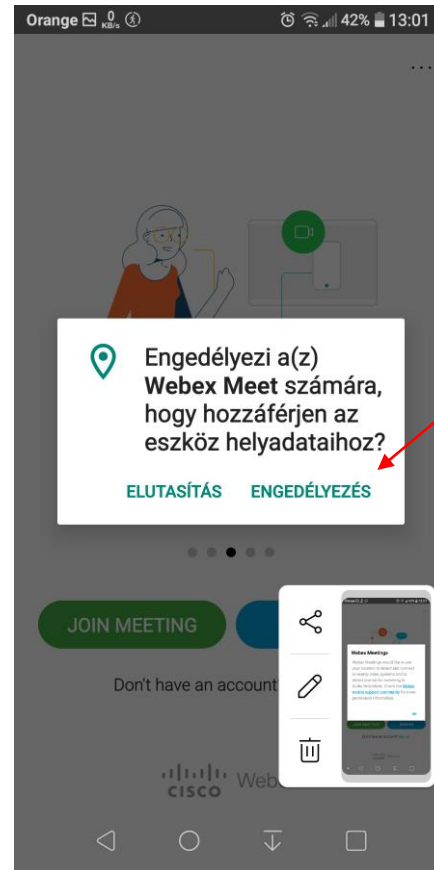 Orange 0 KB/s 42% 13:01
...
Engedélyezi a(z)
Webex Meet számára,
hogy hozzáférjen az
eszköz helyadataihoz?
ELUTASÍTÁS ENGEDÉLYEZÉS
JOIN MEETING
Don't have an account
CISCO Web
Webex Meetings